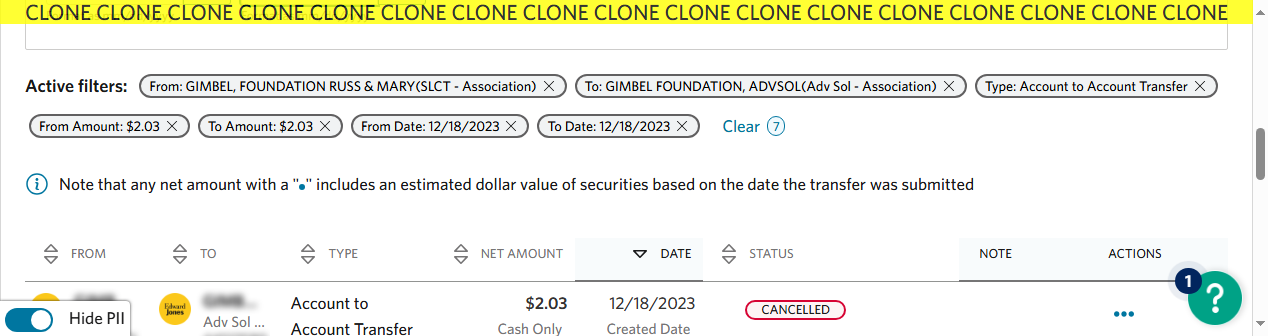 CLONE CLONE CLONE CLONE CLONE CLONE CLONE CLONE CLONE CLONE CLONE CLONE CLONE CLONE CLONE CLONE CLONE
Active filters: From: GIMBEL, FOUNDATION RUSS & MARY(SLCT - Association) To: GIMBEL FOUNDATION, ADVSOL(Adv Sol - Association) Type: Account to Account Transfer
From Amount: $2.03 To Amount: $2.03 From Date: 12/18/2023 To Date: 12/18/2023 Clear 7
Note that any net amount with a "•" includes an estimated dollar value of securities based on the date the transfer was submitted
FROM TO TYPE NET AMOUNT DATE STATUS NOTE ACTIONS
1
?
Edward Jones Account to $2.03 12/18/2023 CANCELLED
Hide PII Adv Sol ... Account Transfer Cash Only Created Date